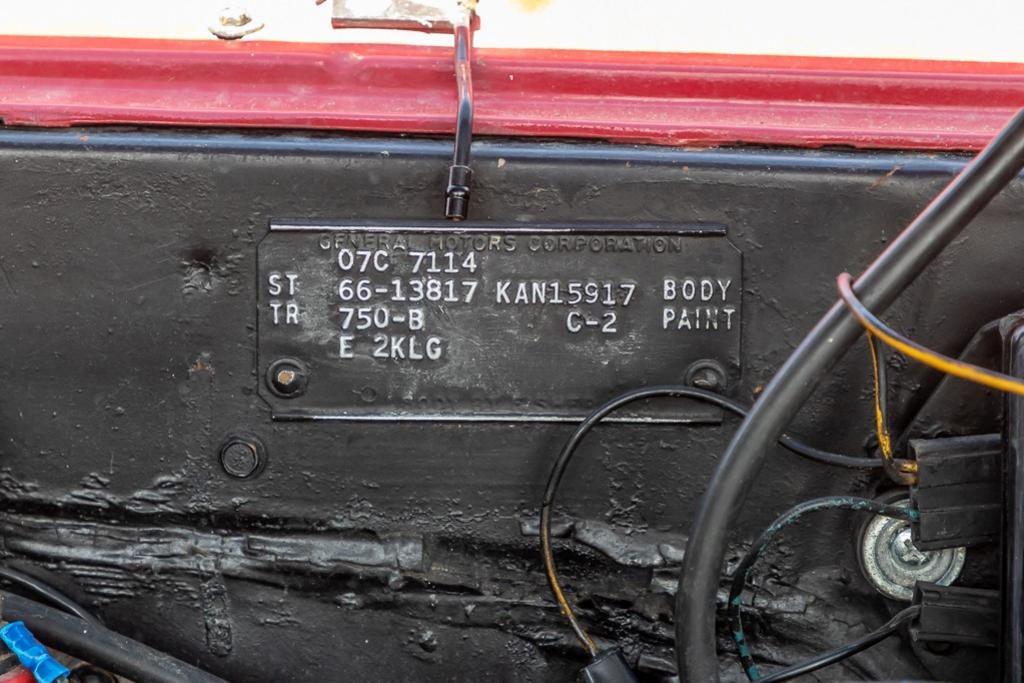 GENERAL MOTORS CORPORATION
07C 7114
ST 66-13817 KAN15917 BODY
TR 750-B C-2 PAINT
E 2KLG